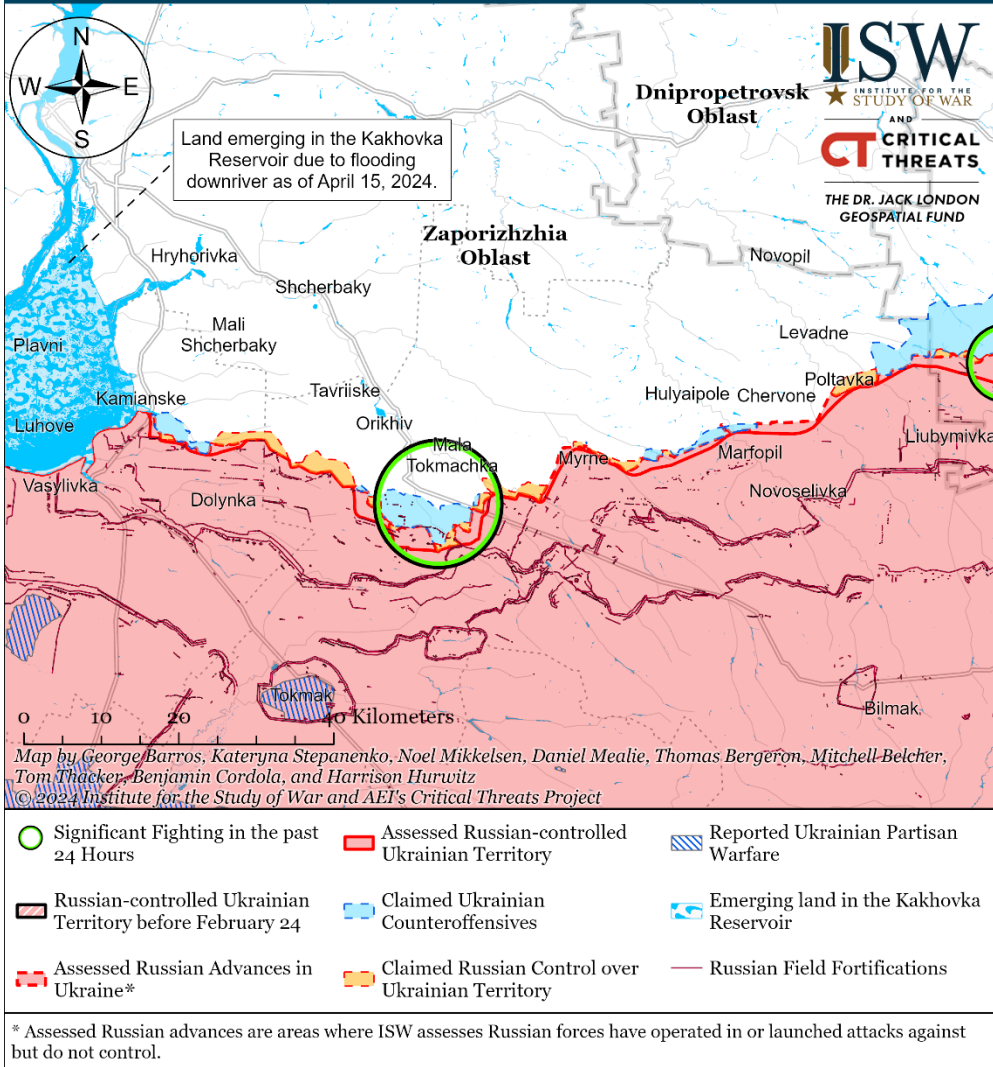 N
W
E
S
ISW
INSTITUTE FOR THE
STUDY OF WAR
AND
CT CRITICAL
THREATS
THE DR. JACK LONDON
GEOSPATIAL FUND
Dnipropetrovsk
Oblast
Land emerging in the Kakhovka
Reservoir due to flooding
downriver as of April 15, 2024.
Zaporizhzhia
Oblast
Hryhorivka
Novopil
Shcherbaky
Mali
Shcherbaky
Levadne
Plavni
Poltavka
Tavriiske
Hulyaipole
Chervone
Kamianske
Orikhiv
Luhove
Mala
Tokmachka
Myrne
Marfopil
Liubymivka
Vasylivka
Dolynka
Novoselivka
Tokmak
Bilmak
0 10 20 40 Kilometers
Map by George Barros, Kateryna Stepanenko, Noel Mikkelsen, Daniel Mealie, Thomas Bergeron, Mitchell Belcher,
Tom Thacker, Benjamin Cordola, and Harrison Hurwitz
© 2024 Institute for the Study of War and AEI's Critical Threats Project
Significant Fighting in the past
24 Hours
Russian-controlled Ukrainian
Territory before February 24
Assessed Russian Advances in
Ukraine*
Assessed Russian-controlled
Ukrainian Territory
Claimed Ukrainian
Counteroffensives
Claimed Russian Control over
Ukrainian Territory
Reported Ukrainian Partisan
Warfare
Emerging land in the Kakhovka
Reservoir
Russian Field Fortifications
* Assessed Russian advances are areas where ISW assesses Russian forces have operated in or launched attacks against
but do not control.